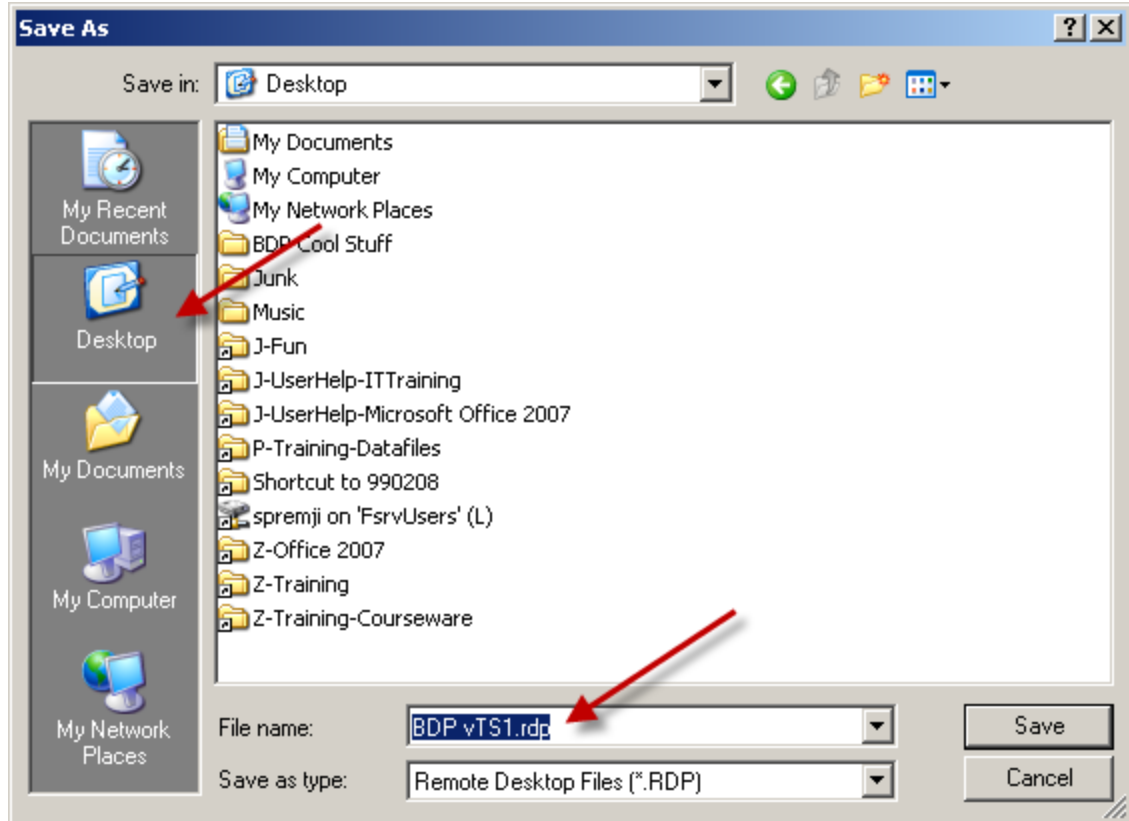 Save As
Save in:
Desktop
My Recent
Documents
Desktop
My Documents
My Computer
My Network
Places
My Documents
My Computer
My Network Places
BDP Cool Stuff
Junk
Music
J-Fun
J-UserHelp-ITTraining
J-UserHelp-Microsoft Office 2007
P-Training-Datafiles
Shortcut to 990208
spremji on 'FsrvUsers' (L)
Z-Office 2007
Z-Training
Z-Training-Courseware
File name:
BDP vTS1.rdp
Save
Save as type:
Remote Desktop Files (*.RDP)
Cancel